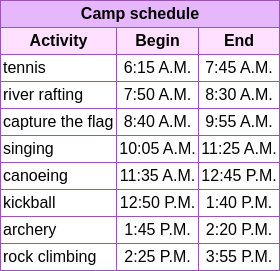 Camp schedule
Activity Begin End
tennis 6:15 A.M. 7:45 A.M.
river rafting 7:50 A.M. 8:30 A.M.
capture the flag 8:40 A.M. 9:55 A.M.
singing 10:05 A.M. 11:25 A.M.
canoeing 11:35 A.M. 12:45 P.M.
kickball 12:50 P.M. 1:40 P.M.
archery 1:45 P.M. 2:20 P.M.
rock climbing 2:25 P.M. 3:55 P.M.